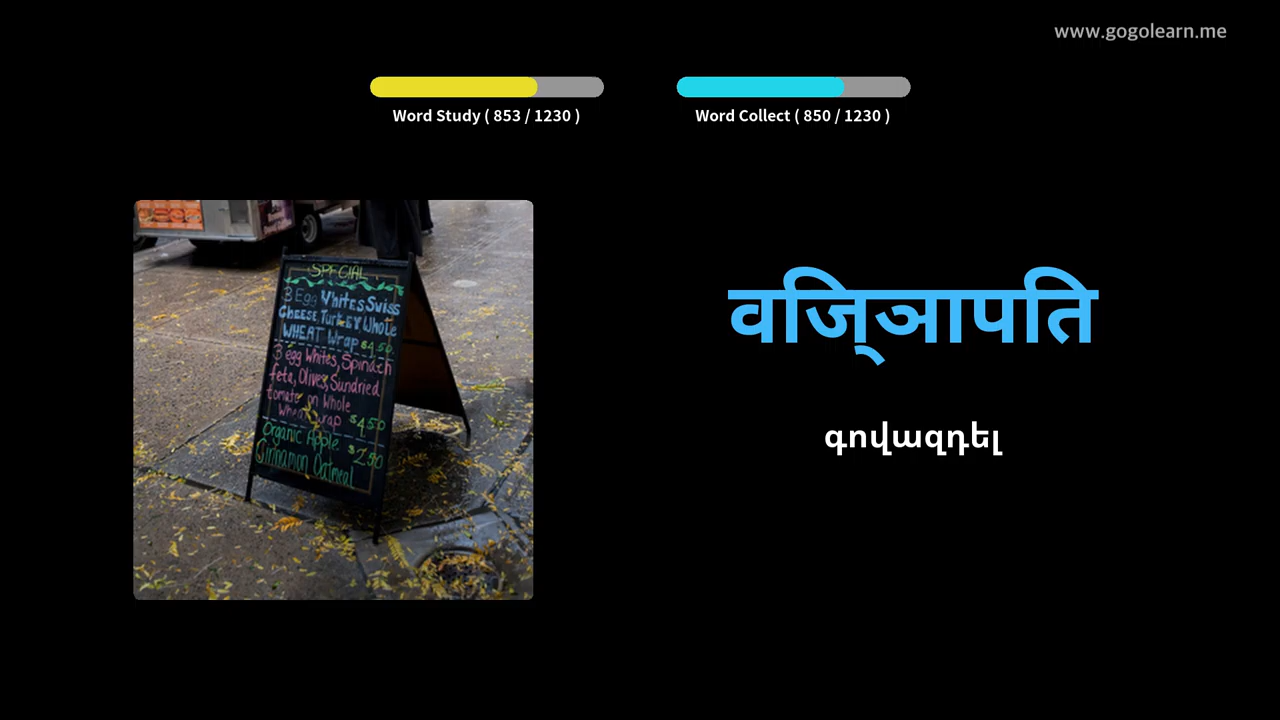 www.gogolearn.me
Word Study ( 853 / 1230 )
Word Collect ( 850 / 1230 )
SPECIAL
3 Egg Whites, Swiss
Cheese, Turkey Whole
WHEAT Wrap $4.50
3 egg Whites, Spinach
feta, Olives, Sundried
tomato on Whole
Wheat Wrap $4.50
Organic Apple $2.50
Cinnamon Oatmeal
वजि्ञापति
գովազդել